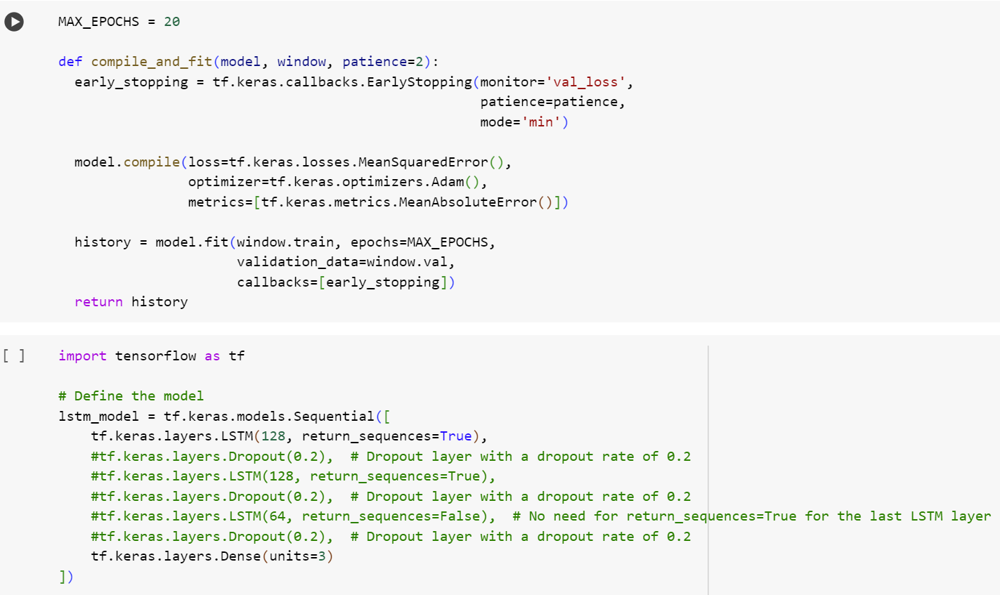 MAX_EPOCHS = 20

def compile_and_fit(model, window, patience=2):
  early_stopping = tf.keras.callbacks.EarlyStopping(monitor='val_loss',
                                                    patience=patience,
                                                    mode='min')

  model.compile(loss=tf.keras.losses.MeanSquaredError(),
                optimizer=tf.keras.optimizers.Adam(),
                metrics=[tf.keras.metrics.MeanAbsoluteError()])

  history = model.fit(window.train, epochs=MAX_EPOCHS,
                      validation_data=window.val,
                      callbacks=[early_stopping])
  return history

[ ] import tensorflow as tf

# Define the model
lstm_model = tf.keras.models.Sequential([
    tf.keras.layers.LSTM(128, return_sequences=True),
    #tf.keras.layers.Dropout(0.2),  # Dropout layer with a dropout rate of 0.2
    #tf.keras.layers.LSTM(128, return_sequences=True),
    #tf.keras.layers.Dropout(0.2),  # Dropout layer with a dropout rate of 0.2
    #tf.keras.layers.LSTM(64, return_sequences=False),  # No need for return_sequences=True for the last LSTM layer
    #tf.keras.layers.Dropout(0.2),  # Dropout layer with a dropout rate of 0.2
    tf.keras.layers.Dense(units=3)
])